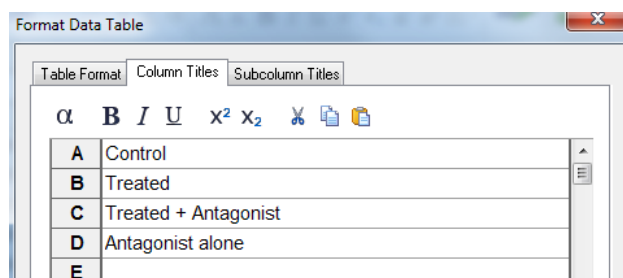 Format Data Table
Table Format Column Titles Subcolumn Titles
α B I U x² x₂
A Control
B Treated
C Treated + Antagonist
D Antagonist alone
E